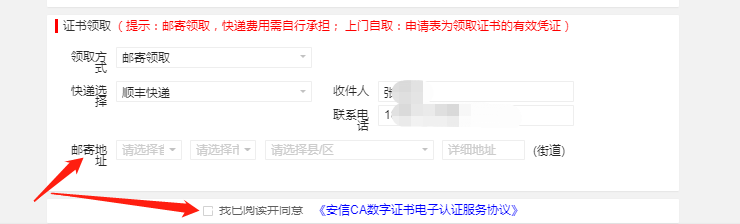 证书领取 (提示：邮寄领取，快递费用需自行承担； 上门自取：申请表为领取证书的有效凭证)
领取方式 邮寄领取
快递选择 顺丰快递 收件人 张
联系电话 1
邮寄地址 请选择省 请选择市 请选择县/区 详细地址 (街道)
我已阅读并同意 《安信CA数字证书电子认证服务协议》